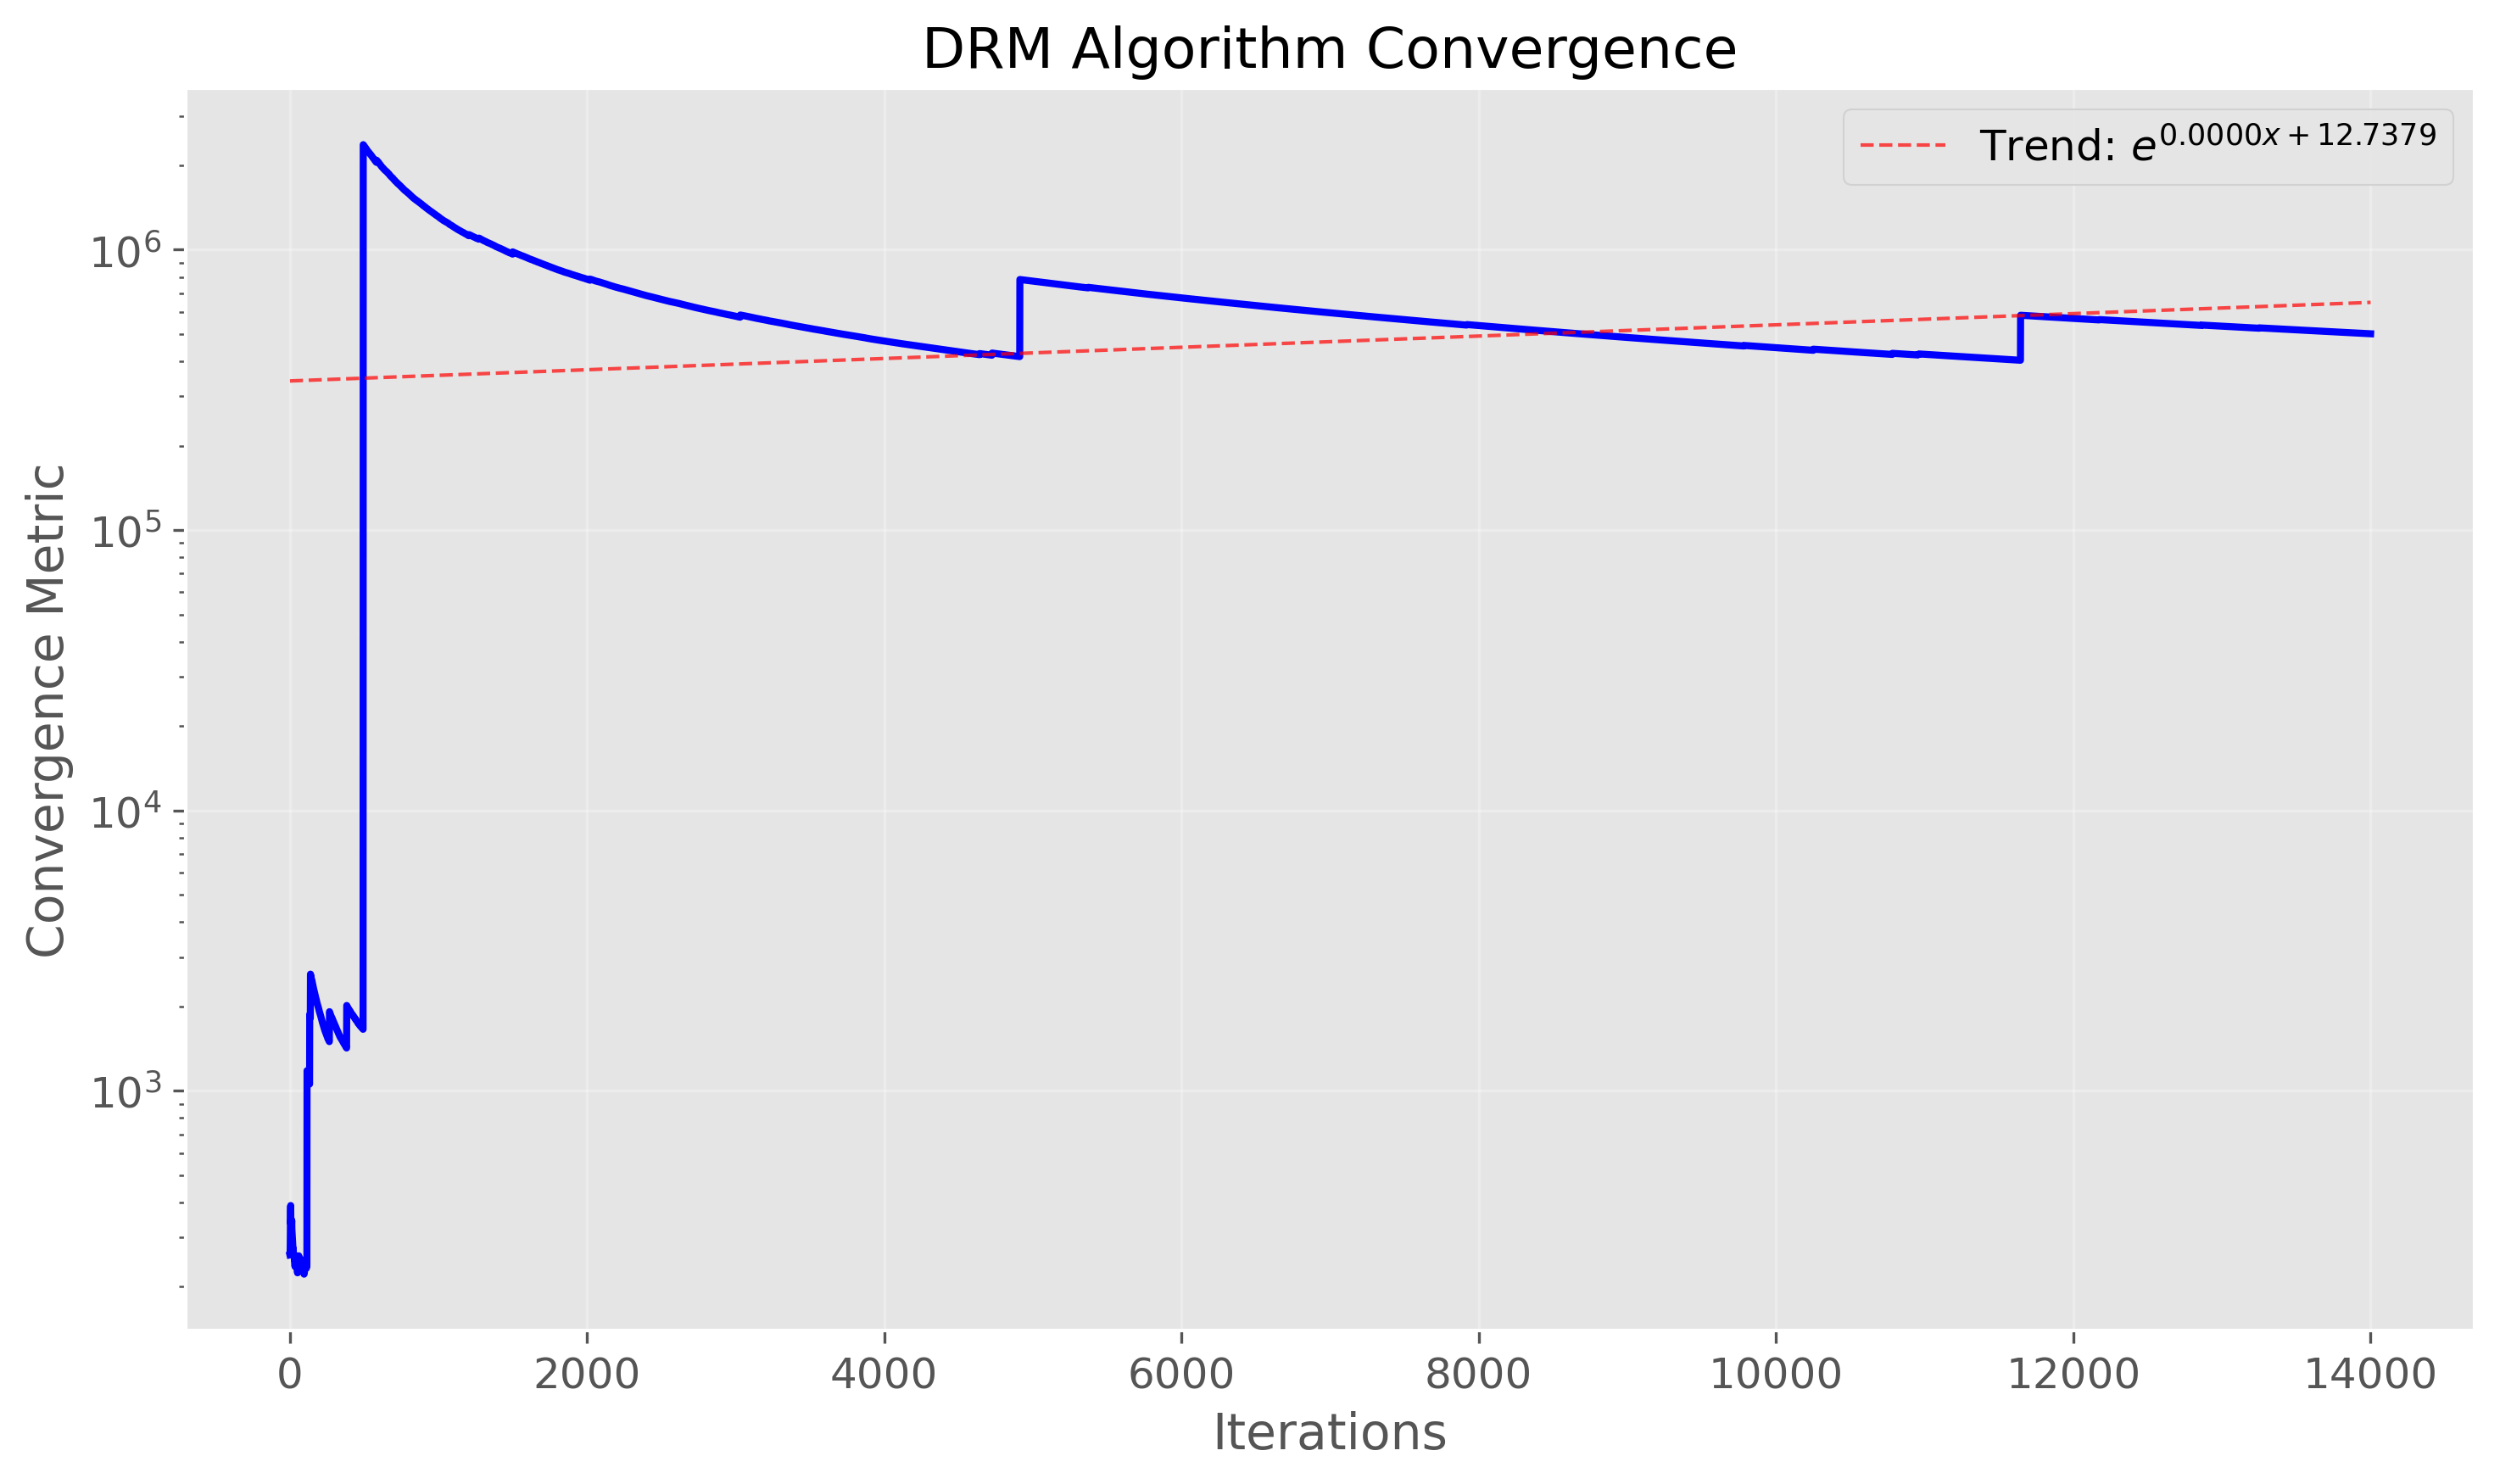 DRM Algorithm Convergence
Trend: e^0.0000x + 12.7379
Convergence Metric
10^6
10^5
10^4
10^3
0 2000 4000 6000 8000 10000 12000 14000
Iterations